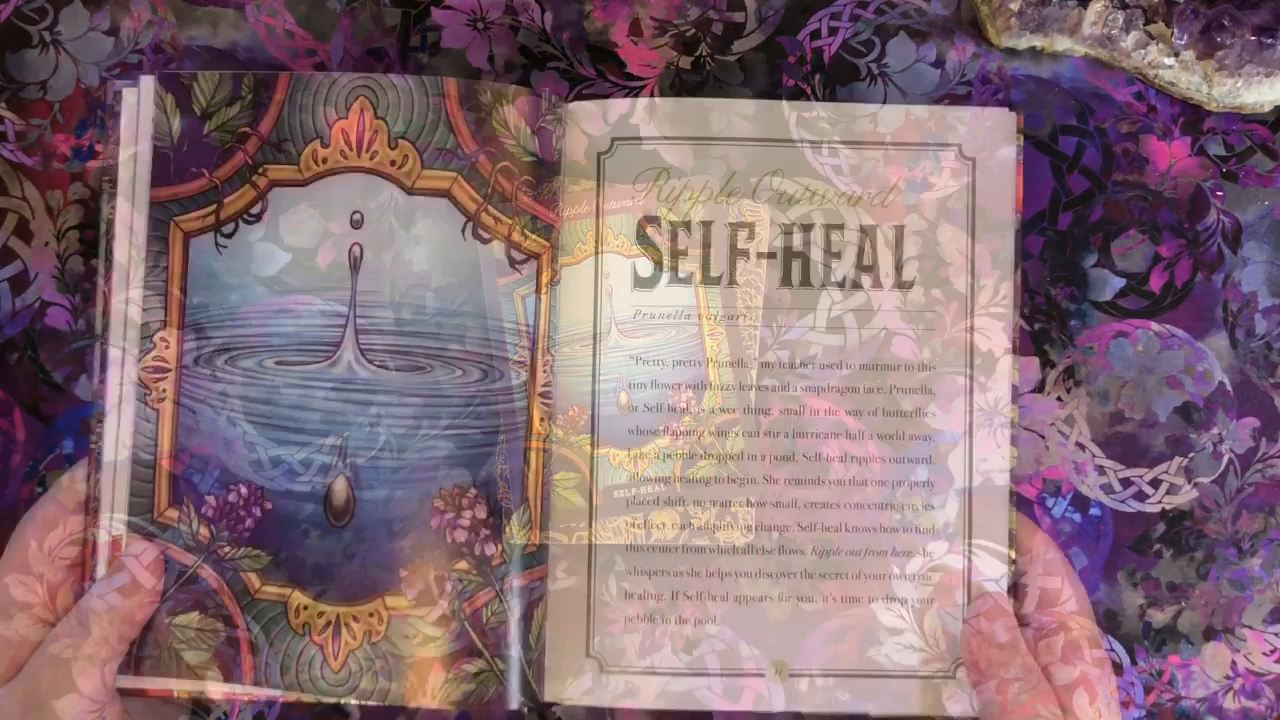 Ripple Outward
SELF-HEAL
Ripple Outward
SELF-HEAL
Prunella vulgaris
“Pretty, pretty Prunella,” my teacher used to murmur to this
tiny flower with fuzzy leaves and a snapdragon face. Prunella,
or Self-heal, is a wee thing, small in the way of butterflies
whose flapping wings can stir a hurricane half a world away.
Like a pebble dropped in a pond, Self-heal ripples outward,
allowing healing to begin. She reminds you that one properly
placed shift, no matter how small, creates concentric circles
of effect, each amplifying change. Self-heal knows how to find
this center from which all else flows. Ripple out from here, she
whispers as she helps you discover the secret of your own true
healing. If Self-heal appears for you, it’s time to drop your
pebble in the pool.